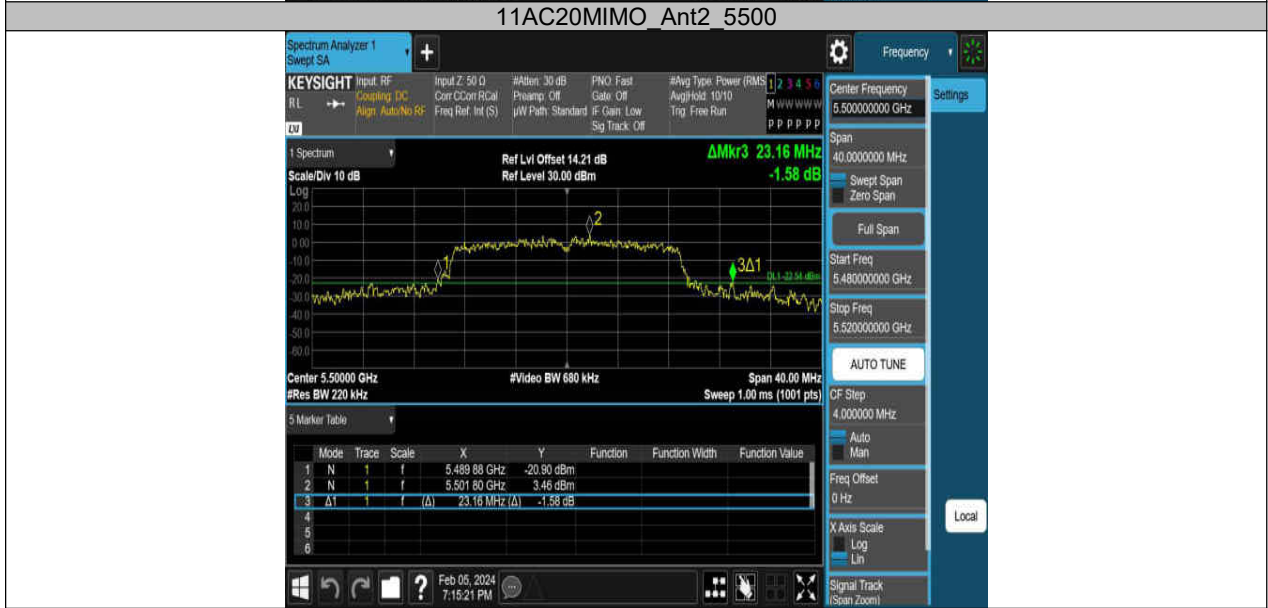 11AC20MIMO_Ant2_5500
Spectrum Analyzer 1
Swept SA
+
Frequency
KEYSIGHT
Input: RF
Coupling: DC
Align: Auto/No RF
Input Z: 50 Ω
Corr CCorr RCal
Freq Ref: Int (S)
#Atten: 30 dB
Preamp: Off
µW Path: Standard
PNO: Fast
Gate: Off
IF Gain: Low
Sig Track: Off
#Avg Type: Power (RMS
Avg|Hold: 10/10
Trig: Free Run
1 2 3 4 5 6
M W W W W W
P P P P P P
RL
LXI
1 Spectrum
Scale/Div 10 dB
Ref Lvl Offset 14.21 dB
Ref Level 30.00 dBm
ΔMkr3 23.16 MHz
-1.58 dB
Log
20.0
10.0
0.00
-10.0
-20.0
-30.0
-40.0
-50.0
-60.0
1
2
3Δ1
DL1 -22.54 dBm
Center 5.50000 GHz
#Video BW 680 kHz
Span 40.00 MHz
#Res BW 220 kHz
Sweep 1.00 ms (1001 pts)
5 Marker Table
Mode Trace Scale X Y Function Function Width Function Value
1 N 1 f 5.489 88 GHz -20.90 dBm
2 N 1 f 5.501 80 GHz 3.46 dBm
3 Δ1 1 f (Δ) 23.16 MHz (Δ) -1.58 dB
4
5
6
?
Feb 05, 2024
7:15:21 PM
Center Frequency
5.500000000 GHz
Settings
Span
40.0000000 MHz
Swept Span
Zero Span
Full Span
Start Freq
5.480000000 GHz
Stop Freq
5.520000000 GHz
AUTO TUNE
CF Step
4.000000 MHz
Auto
Man
Freq Offset
0 Hz
X Axis Scale
Log
Lin
Local
Signal Track
(Span Zoom)